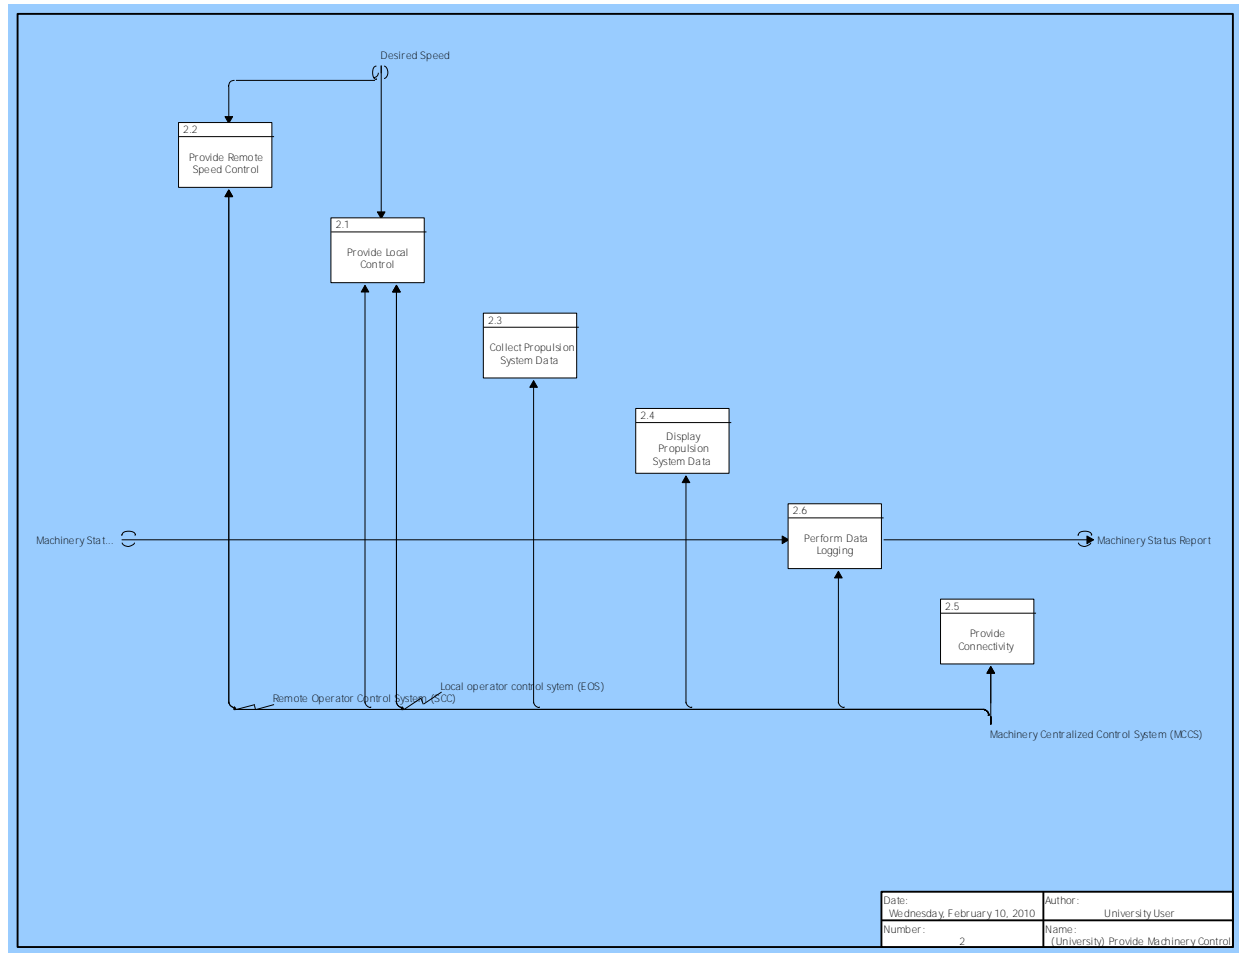 Desired Speed
2.2
Provide Remote
Speed Control
2.1
Provide Local
Control
2.3
Collect Propulsion
System Data
2.4
Display
Propulsion
System Data
2.6
Perform Data
Logging
Machinery Stat...
Machinery Status Report
2.5
Provide
Connectivity
Local operator control sytem (EOS)
Remote Operator Control System (SCC)
Machinery Centralized Control System (MCCS)
Date:
Wednesday, February 10, 2010
Author:
University User
Number:
2
Name:
(University) Provide Machinery Control